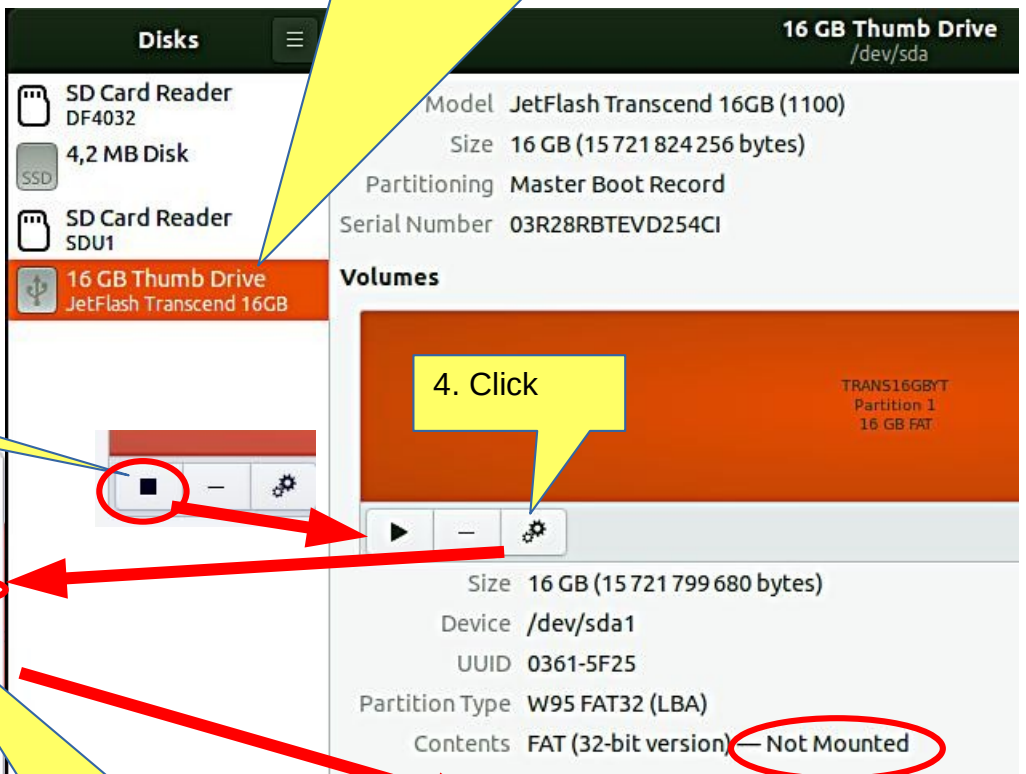 Disks
16 GB Thumb Drive
/dev/sda
SD Card Reader
DF4032
4,2 MB Disk
SSD
SD Card Reader
SDU1
16 GB Thumb Drive
JetFlash Transcend 16GB
Model JetFlash Transcend 16GB (1100)
Size 16 GB (15 721 824 256 bytes)
Partitioning Master Boot Record
Serial Number 03R28RBTEVD254CI
Volumes
4. Click
TRANS16GBYT
Partition 1
16 GB FAT
Size 16 GB (15 721 799 680 bytes)
Device /dev/sda1
UUID 0361-5F25
Partition Type W95 FAT32 (LBA)
Contents FAT (32-bit version) — Not Mounted